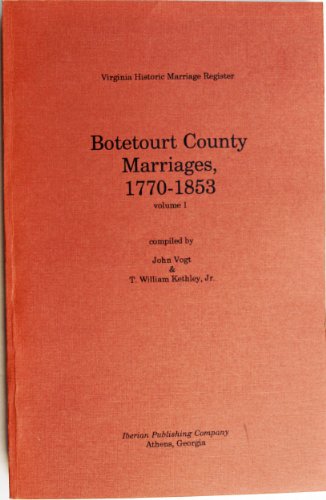 Virginia Historic Marriage Register
Botetourt County
Marriages,
1770-1853
volume 1
compiled by
John Vogt
&
T. William Kethley, Jr.
Iberian Publishing Company
Athens, Georgia